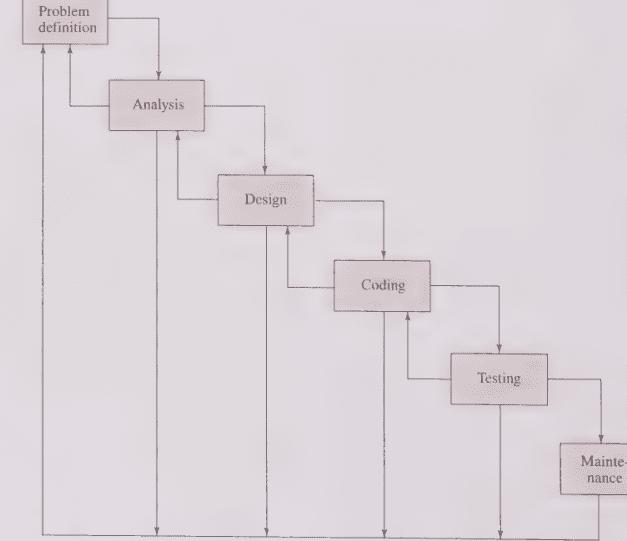 Problem
definition
Analysis
Design
Coding
Testing
Mainte-
nance